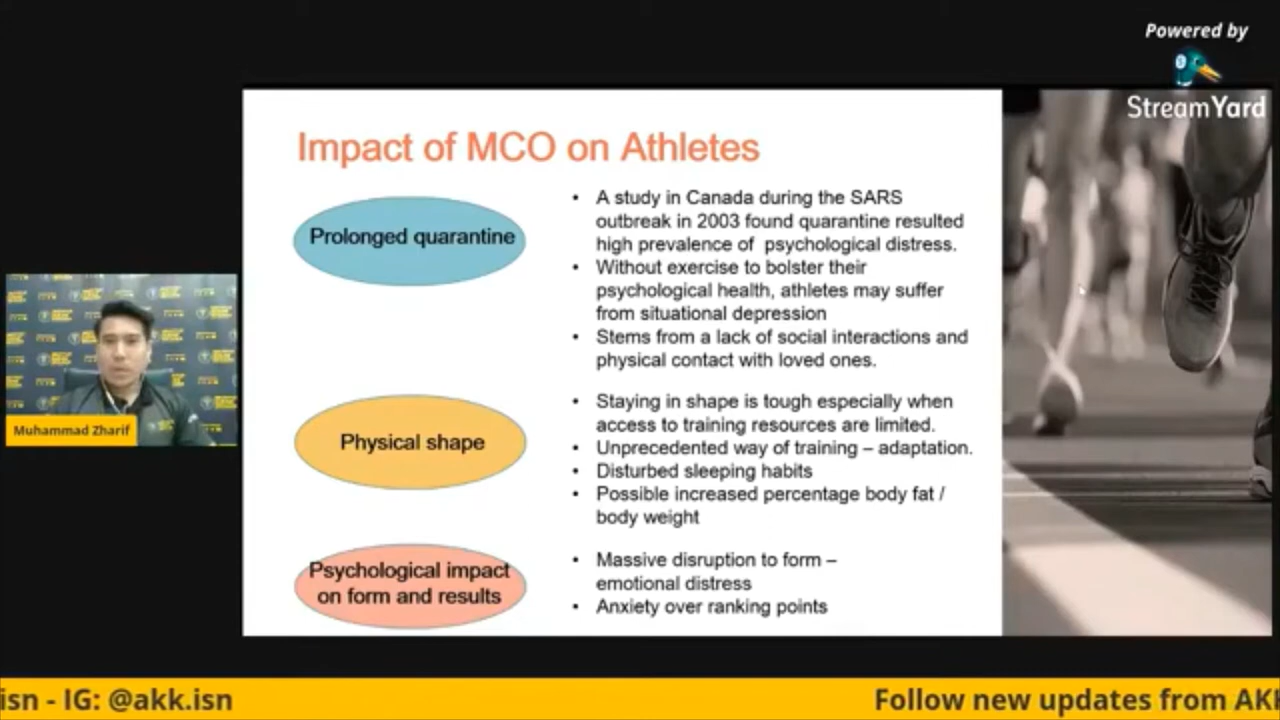 Powered by
StreamYard
Impact of MCO on Athletes
Prolonged quarantine
• A study in Canada during the SARS
outbreak in 2003 found quarantine resulted
high prevalence of psychological distress.
• Without exercise to bolster their
psychological health, athletes may suffer
from situational depression
• Stems from a lack of social interactions and
physical contact with loved ones.
Physical shape
• Staying in shape is tough especially when
access to training resources are limited.
• Unprecedented way of training – adaptation.
• Disturbed sleeping habits
• Possible increased percentage body fat /
body weight
Psychological impact
on form and results
• Massive disruption to form –
emotional distress
• Anxiety over ranking points
Muhammad Zharif
isn - IG: @akk.isn
Follow new updates from AK